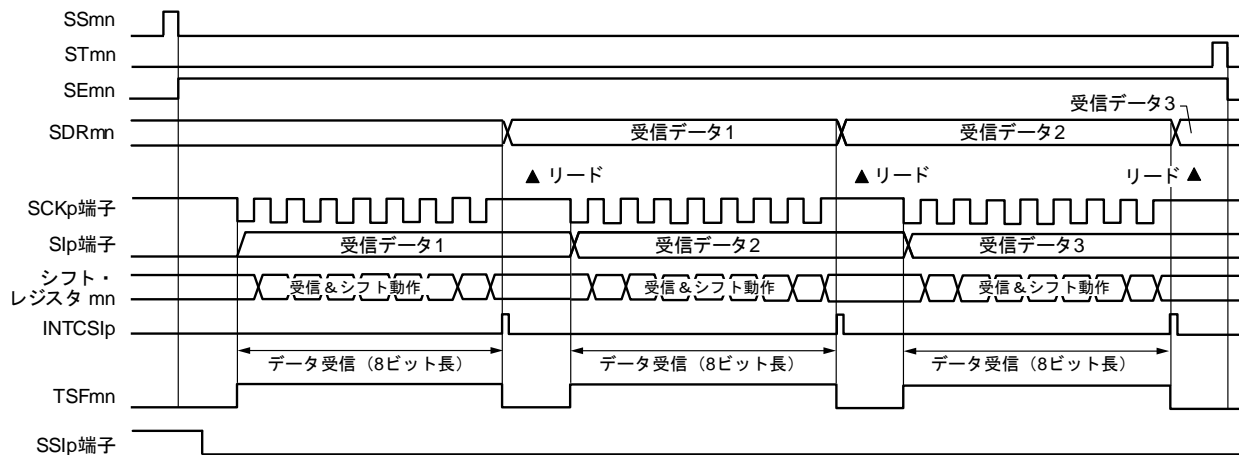 SSmn
STmn
SEmn
受信データ3
SDRmn
受信データ1
受信データ2
▲ リード
▲ リード
リード ▲
SCKp端子
SIp端子
受信データ1
受信データ2
受信データ3
シフト・
レジスタ mn
受信&シフト動作
受信&シフト動作
受信&シフト動作
INTCSIp
データ受信（8ビット長）
データ受信（8ビット長）
データ受信（8ビット長）
TSFmn
SSIp端子